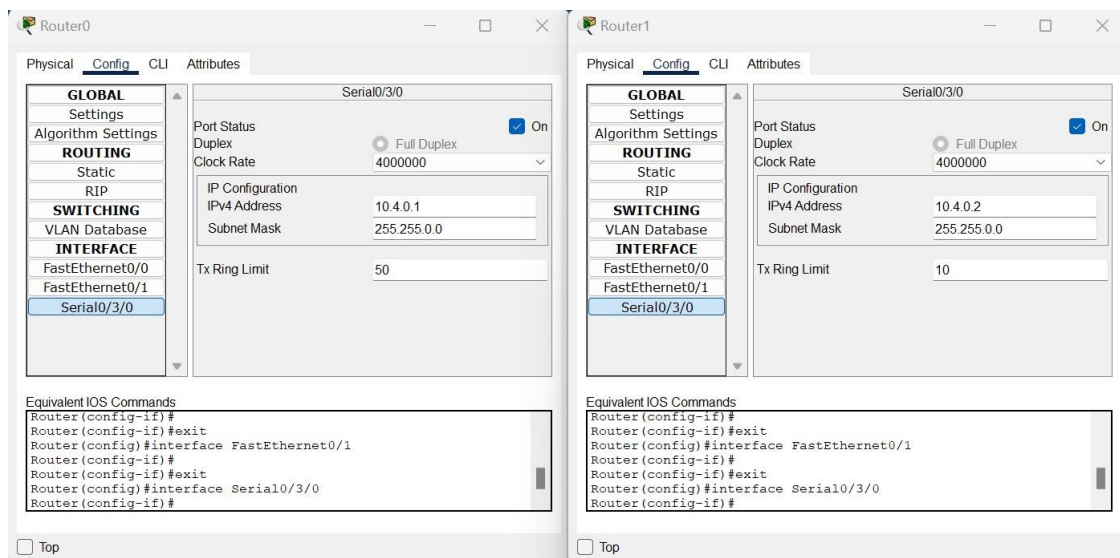 Router0
Physical Config CLI Attributes
GLOBAL
Settings
Algorithm Settings
ROUTING
Static
RIP
SWITCHING
VLAN Database
INTERFACE
FastEthernet0/0
FastEthernet0/1
Serial0/3/0
Serial0/3/0
Port Status On
Duplex Full Duplex
Clock Rate 4000000
IP Configuration
IPv4 Address 10.4.0.1
Subnet Mask 255.255.0.0
Tx Ring Limit 50
Equivalent IOS Commands
Router(config-if)#
Router(config-if)#exit
Router(config)#interface FastEthernet0/1
Router(config-if)#
Router(config-if)#exit
Router(config)#interface Serial0/3/0
Router(config-if)#
Top
Router1
Physical Config CLI Attributes
GLOBAL
Settings
Algorithm Settings
ROUTING
Static
RIP
SWITCHING
VLAN Database
INTERFACE
FastEthernet0/0
FastEthernet0/1
Serial0/3/0
Serial0/3/0
Port Status On
Duplex Full Duplex
Clock Rate 4000000
IP Configuration
IPv4 Address 10.4.0.2
Subnet Mask 255.255.0.0
Tx Ring Limit 10
Equivalent IOS Commands
Router(config-if)#
Router(config-if)#exit
Router(config)#interface FastEthernet0/1
Router(config-if)#
Router(config-if)#exit
Router(config)#interface Serial0/3/0
Router(config-if)#
Top